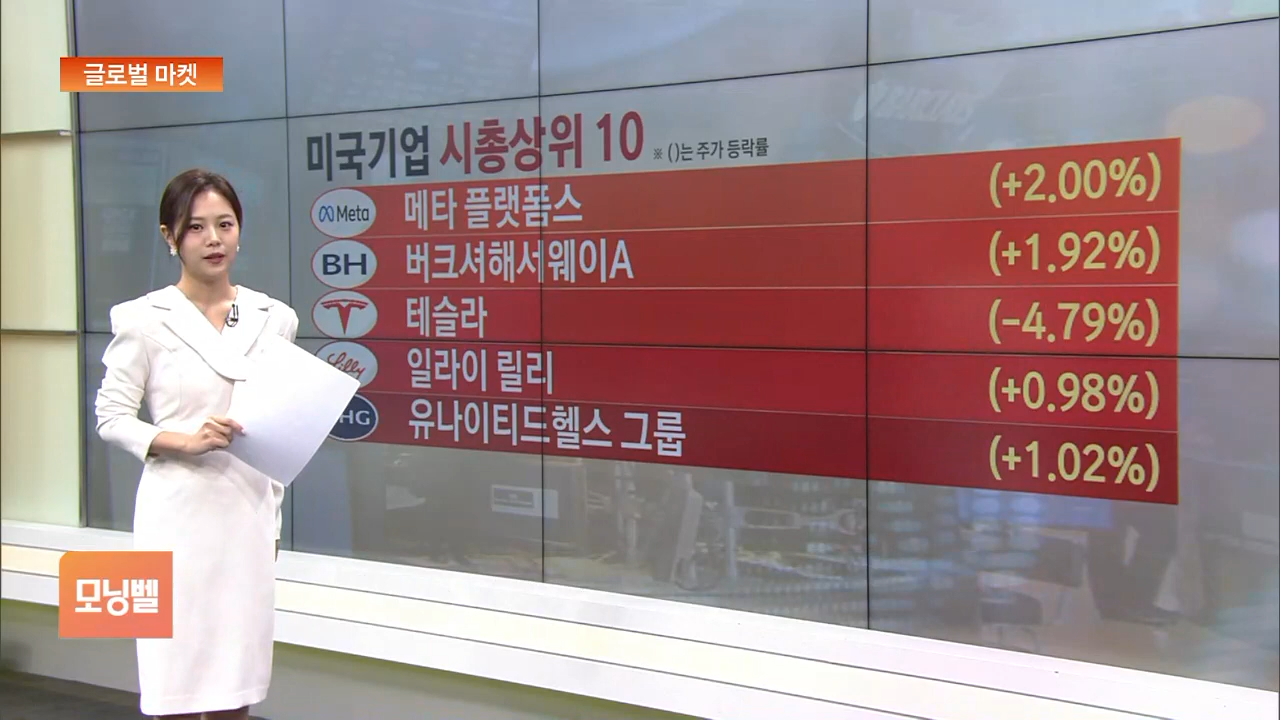 글로벌 마켓
미국기업 시총상위 10 ※ ()는 주가 등락률
Meta 메타 플랫폼스 (+2.00%)
BH 버크셔해서웨이A (+1.92%)
테슬라 (-4.79%)
Lilly 일라이 릴리 (+0.98%)
HG 유나이티드헬스 그룹 (+1.02%)
모닝벨